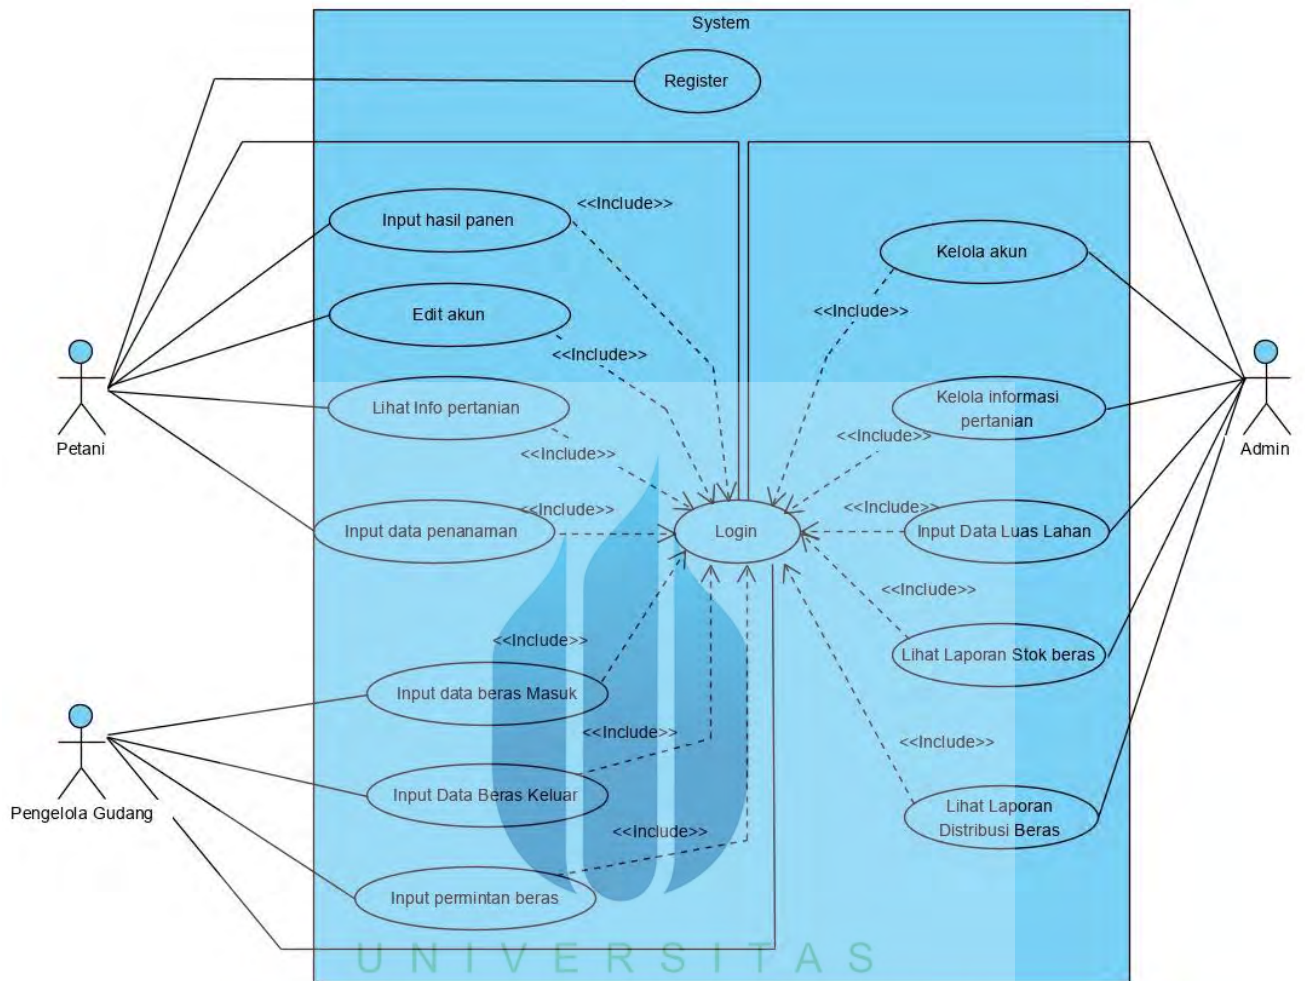 System
Register
Input hasil panen
<<Include>>
Kelola akun
Edit akun
<<Include>>
<<Include>>
Lihat Info pertanian
Kelola informasi
pertanian
<<Include>>
<<Include>>
Petani
Admin
<<Include>>
<<Include>>
Input data penanaman
Login
Input Data Luas Lahan
<<Include>>
<<Include>>
Lihat Laporan Stok beras
Input data beras Masuk
<<Include>>
<<Include>>
Input Data Beras Keluar
Pengelola Gudang
Lihat Laporan
Distribusi Beras
<<Include>>
Input permintan beras
UNIVERSITAS